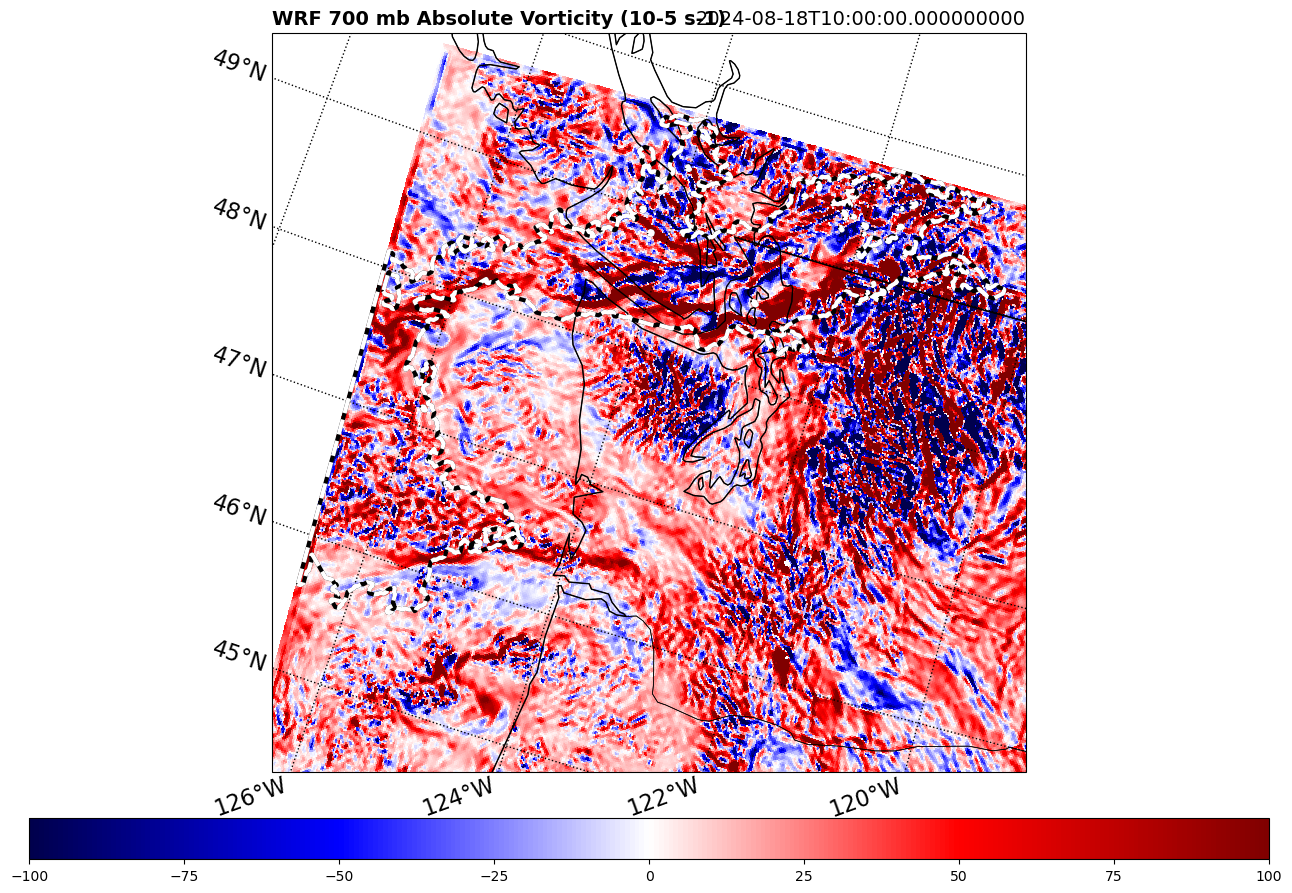 WRF 700 mb Absolute Vorticity (10-5 s-1)
2024-08-18T10:00:00.000000000
49°N
48°N
47°N
46°N
45°N
126°W 124°W 122°W 120°W
−100 −75 −50 −25 0 25 50 75 100